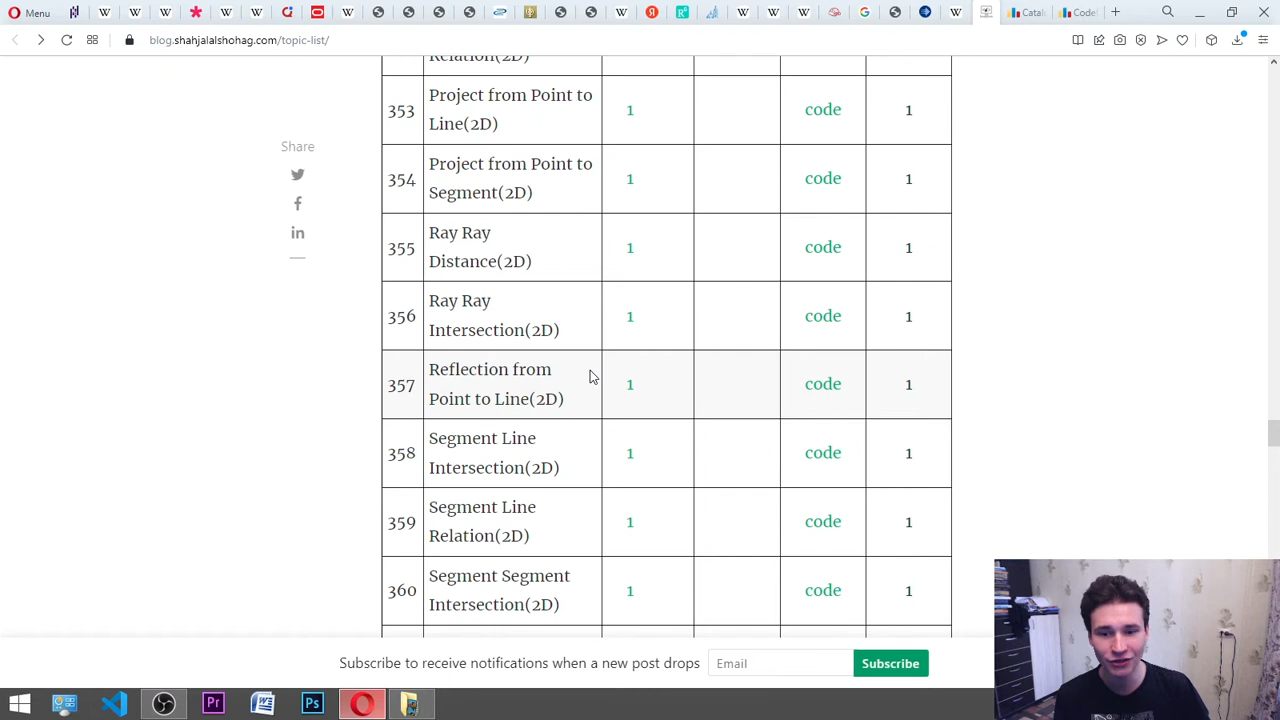 Menu
Catal
Code
blog.shahjalalshohag.com/topic-list/
Relation(2D)
353 Project from Point to Line(2D) 1 code 1
354 Project from Point to Segment(2D) 1 code 1
355 Ray Ray Distance(2D) 1 code 1
356 Ray Ray Intersection(2D) 1 code 1
357 Reflection from Point to Line(2D) 1 code 1
358 Segment Line Intersection(2D) 1 code 1
359 Segment Line Relation(2D) 1 code 1
360 Segment Segment Intersection(2D) 1 code 1
Share
Subscribe to receive notifications when a new post drops
Email
Subscribe